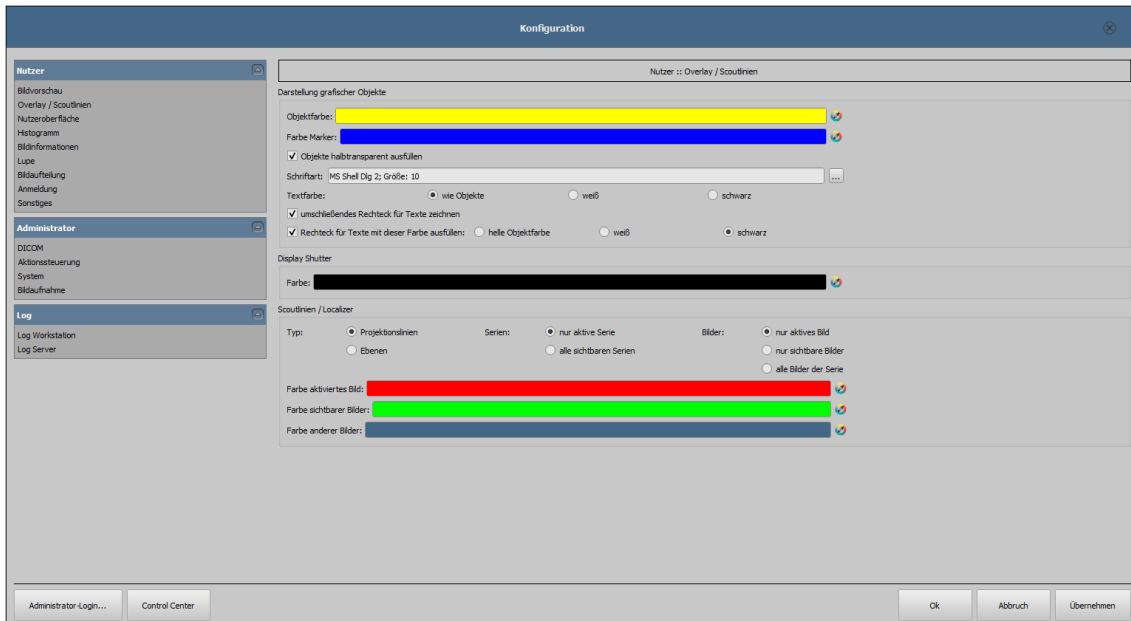 Konfiguration
Nutzer
Bildvorschau
Overlay / Scoutlinien
Nutzeroberfläche
Histogramm
Bildinformationen
Lupe
Bildaufteilung
Anmeldung
Sonstiges
Administrator
DICOM
Aktionssteuerung
System
Bildaufnahme
Log
Log Workstation
Log Server
Nutzer :: Overlay / Scoutlinien
Darstellung grafischer Objekte
Objektfarbe:
Farbe Marker:
Objekte halbtransparent ausfüllen
Schriftart: MS Shell Dlg 2; Größe: 10 ...
Textfarbe: wie Objekte weiß schwarz
umschließendes Rechteck für Texte zeichnen
Rechteck für Texte mit dieser Farbe ausfüllen: helle Objektfarbe weiß schwarz
Display Shutter
Farbe:
Scoutlinien / Localizer
Typ: Projektionslinien Serien: nur aktive Serie Bilder: nur aktives Bild
Ebenen alle sichtbaren Serien nur sichtbare Bilder
alle Bilder der Serie
Farbe aktiviertes Bild:
Farbe sichtbarer Bilder:
Farbe anderer Bilder:
Administrator-Login... Control Center Ok Abbruch Übernehmen